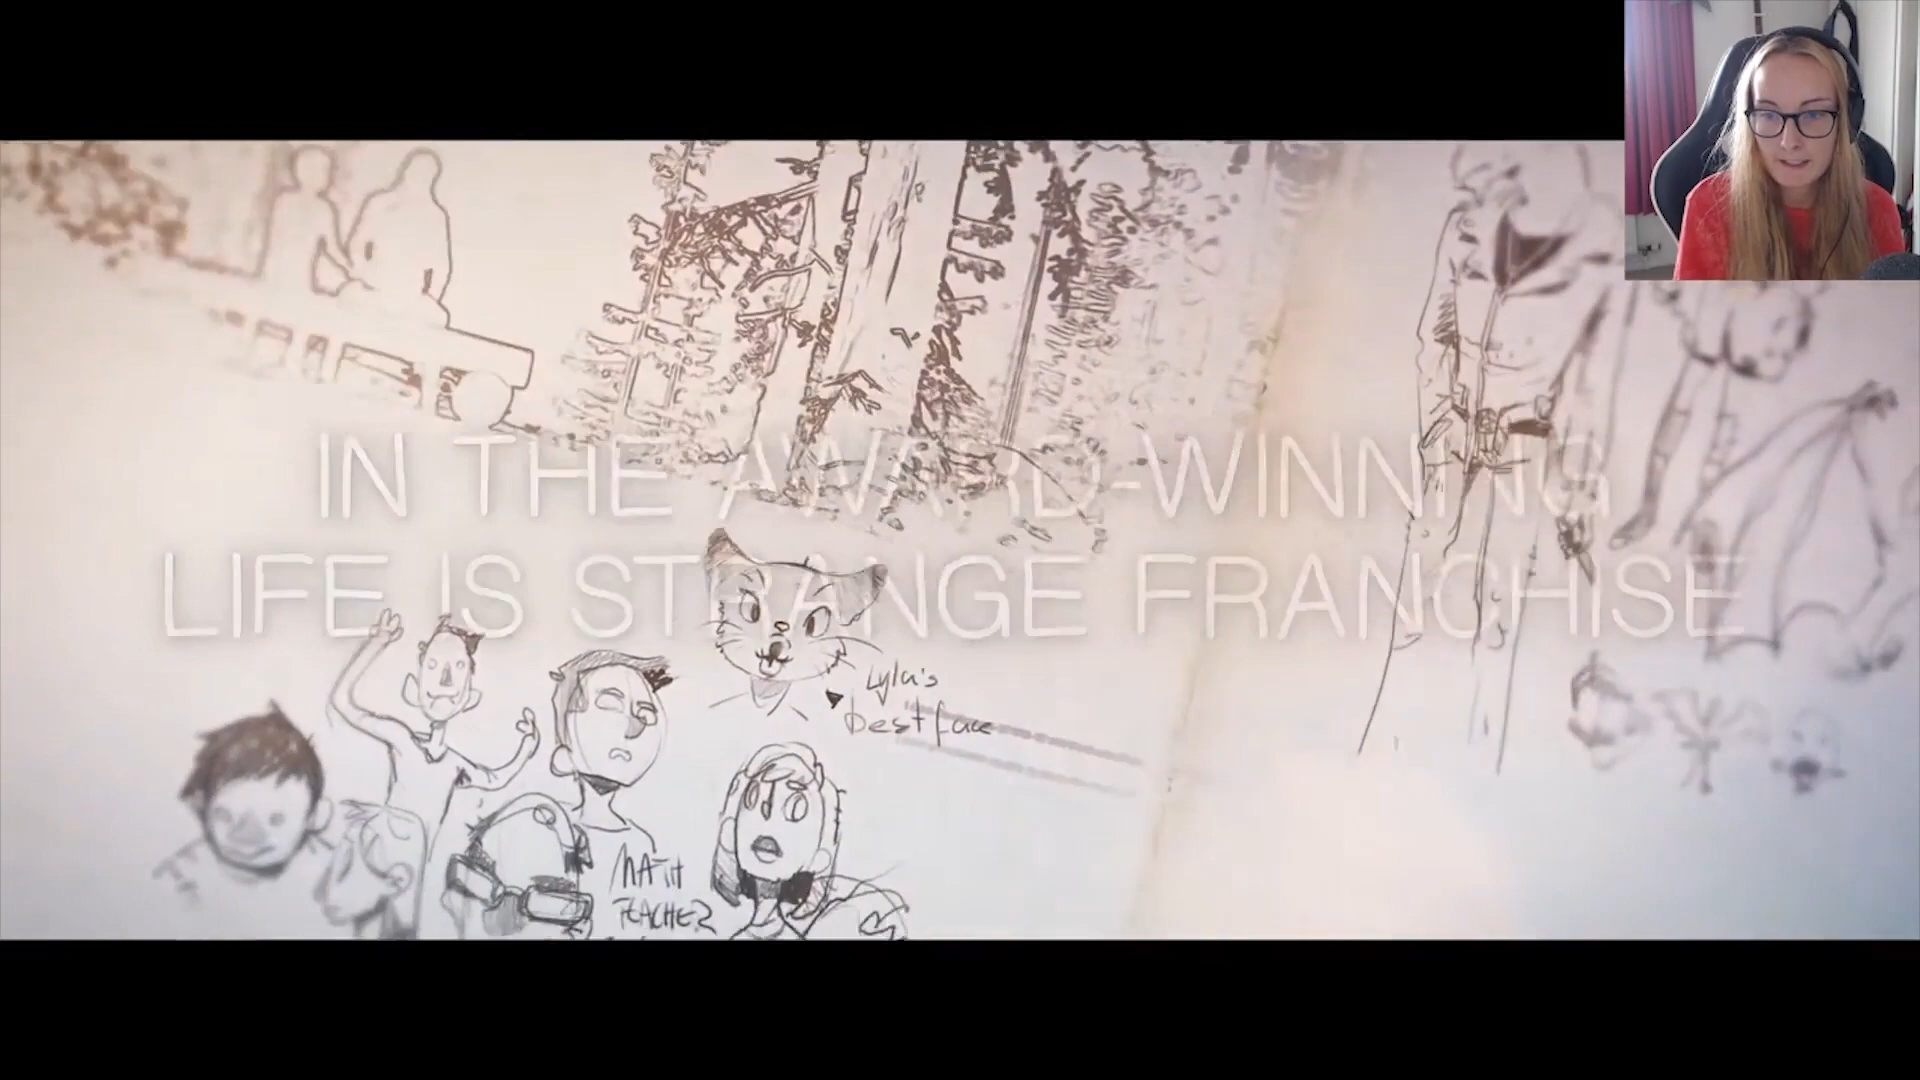 IN THE AWARD-WINNING
LIFE IS STRANGE FRANCHISE
Lyla's
best face
MATH
TEACHER